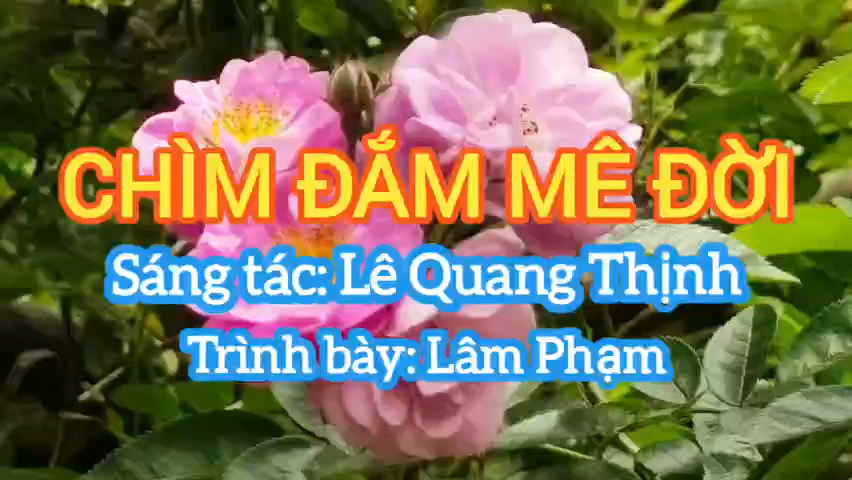 CHÌM ĐẮM MÊ ĐỜI
Sáng tác: Lê Quang Thịnh
Trình bày: Lâm Phạm